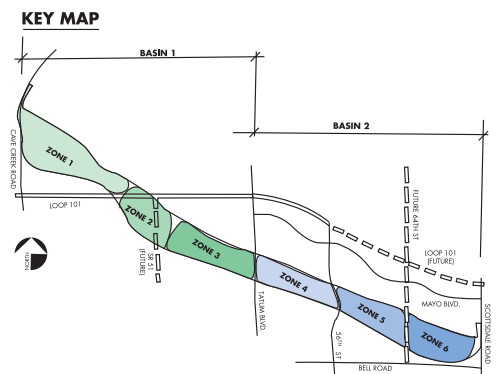 KEY MAP
BASIN 1
BASIN 2
CAVE CREEK ROAD
ZONE 1
LOOP 101
ZONE 2
SR 51
(FUTURE)
ZONE 3
TATUM BLVD.
ZONE 4
56TH ST
ZONE 5
FUTURE 64TH ST
LOOP 101
(FUTURE)
MAYO BLVD.
ZONE 6
BELL ROAD
SCOTTSDALE ROAD
NORTH